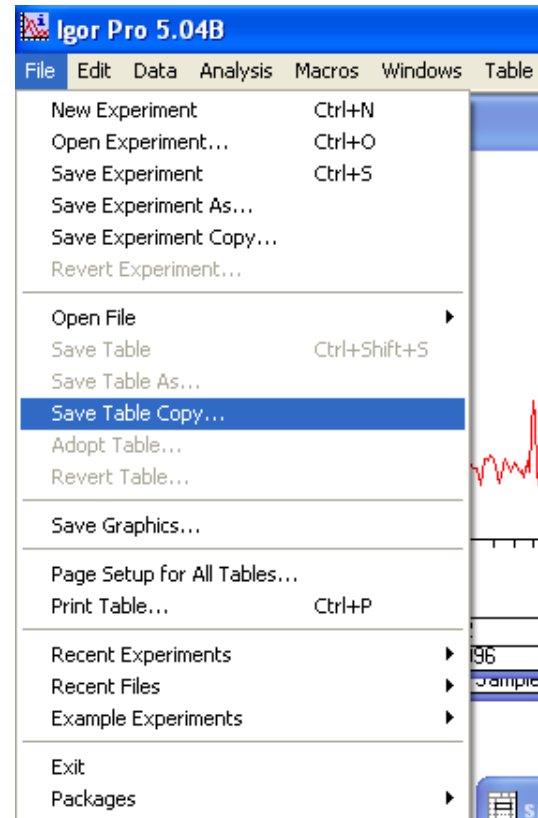 Igor Pro 5.04B
File Edit Data Analysis Macros Windows Table
New Experiment Ctrl+N
Open Experiment... Ctrl+O
Save Experiment Ctrl+S
Save Experiment As...
Save Experiment Copy...
Revert Experiment...
Open File
Save Table Ctrl+Shift+S
Save Table As...
Save Table Copy...
Adopt Table...
Revert Table...
Save Graphics...
Page Setup for All Tables...
Print Table... Ctrl+P
Recent Experiments
96
Recent Files
Sample
Example Experiments
Exit
Packages